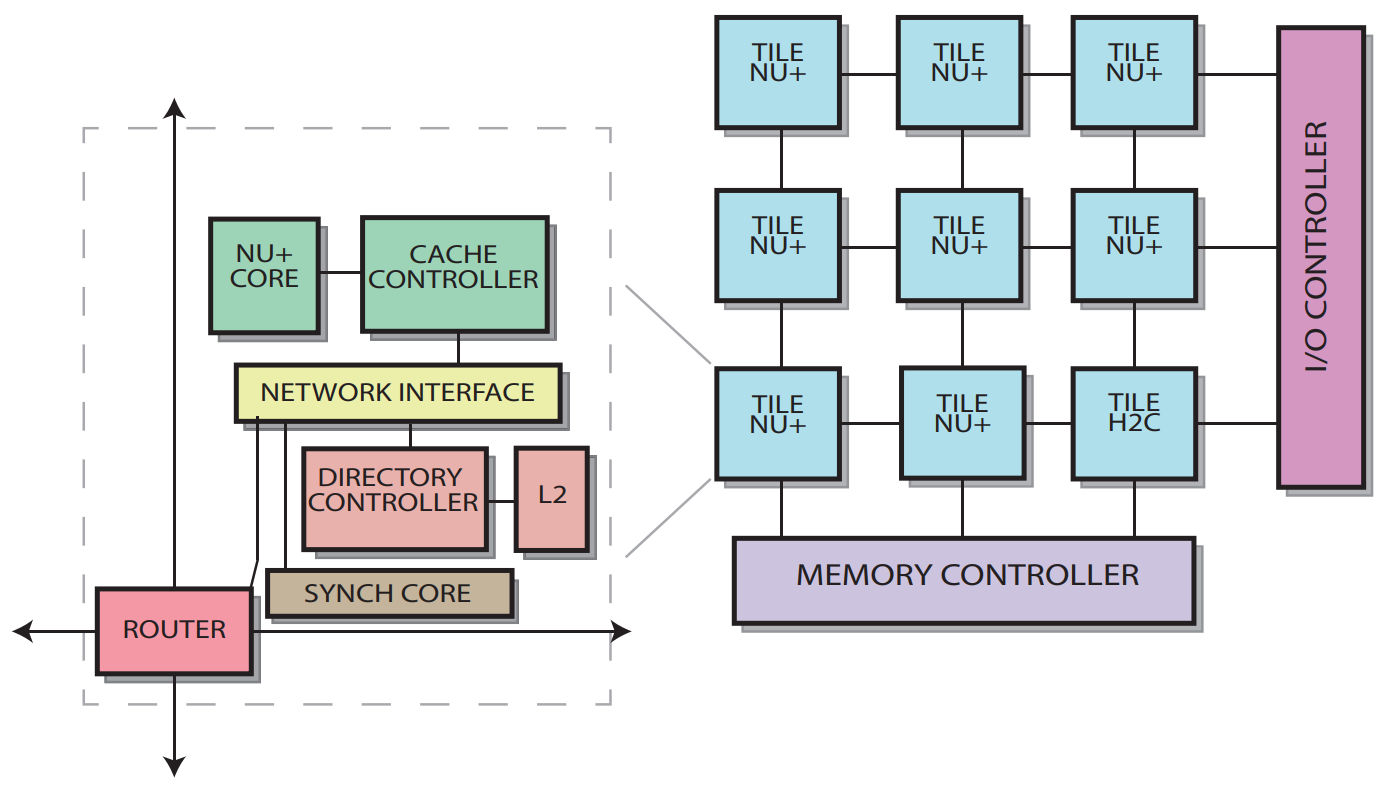 NU+
CORE
CACHE
CONTROLLER
NETWORK INTERFACE
DIRECTORY
CONTROLLER
L2
SYNCH CORE
ROUTER
TILE
NU+
TILE
NU+
TILE
NU+
TILE
NU+
TILE
NU+
TILE
NU+
TILE
NU+
TILE
NU+
TILE
H2C
I/O CONTROLLER
MEMORY CONTROLLER